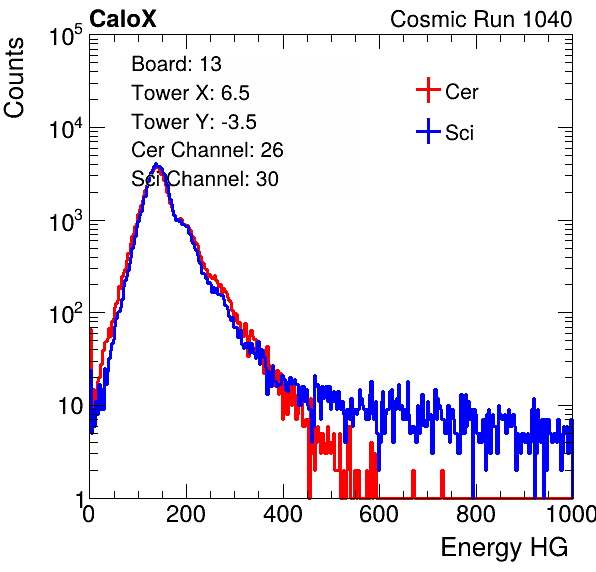 CaloX Cosmic Run 1040
Counts
Board: 13
Tower X: 6.5
Tower Y: -3.5
Cer Channel: 26
Sci Channel: 30
Cer
Sci
10^5
10^4
10^3
10^2
10
1
0 200 400 600 800 1000
Energy HG